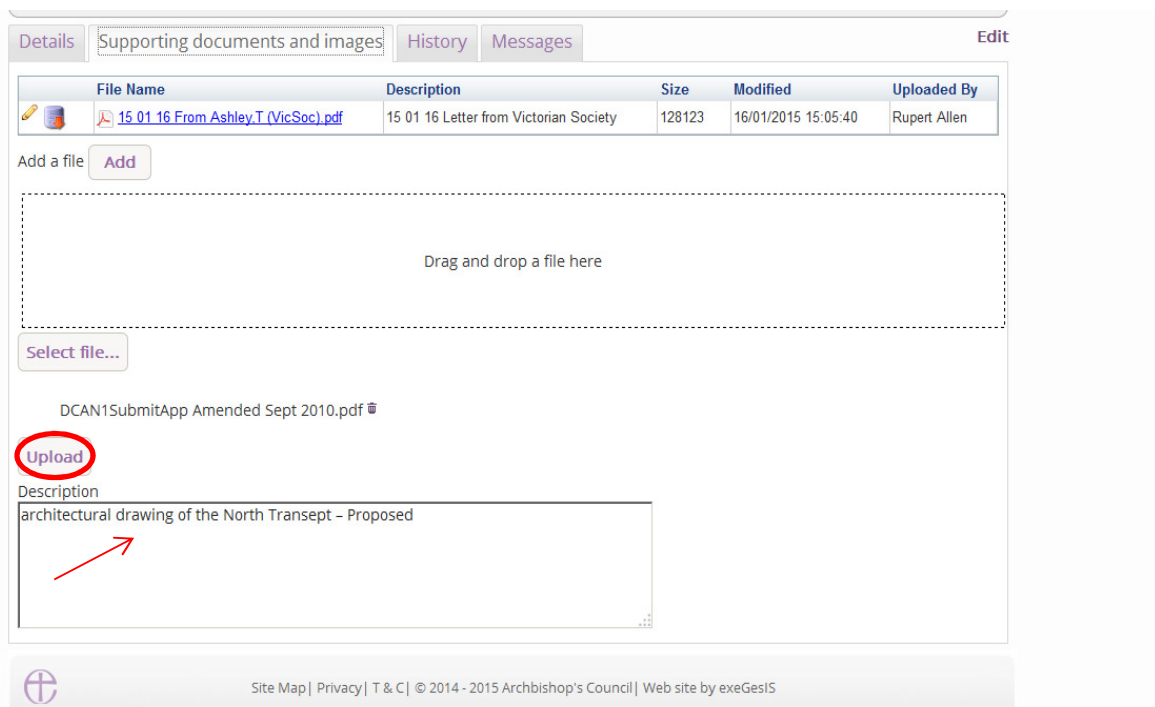 Details Supporting documents and images History Messages Edit
File Name Description Size Modified Uploaded By
15 01 16 From Ashley,T (VicSoc).pdf 15 01 16 Letter from Victorian Society 128123 16/01/2015 15:05:40 Rupert Allen
Add a file Add
Drag and drop a file here
Select file...
DCAN1SubmitApp Amended Sept 2010.pdf
Upload
Description
architectural drawing of the North Transept – Proposed
Site Map| Privacy| T & C| © 2014 - 2015 Archbishop's Council| Web site by exeGesIS